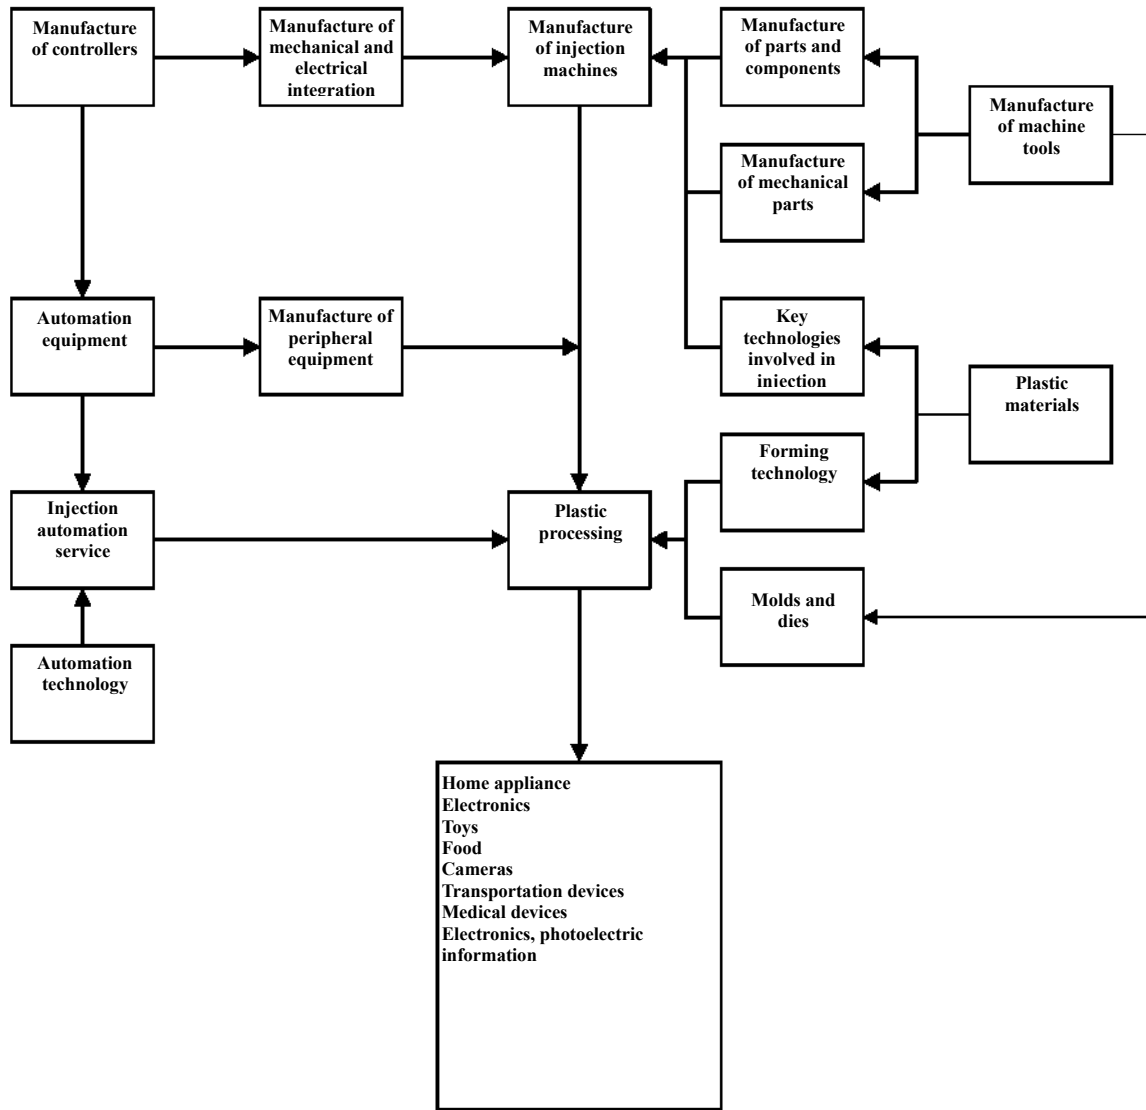 Manufacture
of controllers
Manufacture of
mechanical and
electrical
integration
Manufacture
of injection
machines
Manufacture
of parts and
components
Manufacture
of machine
tools
Manufacture
of mechanical
parts
Automation
equipment
Manufacture of
peripheral
equipment
Key
technologies
involved in
injection
Plastic
materials
Forming
technology
Injection
automation
service
Plastic
processing
Molds and
dies
Automation
technology
Home appliance
Electronics
Toys
Food
Cameras
Transportation devices
Medical devices
Electronics, photoelectric
information